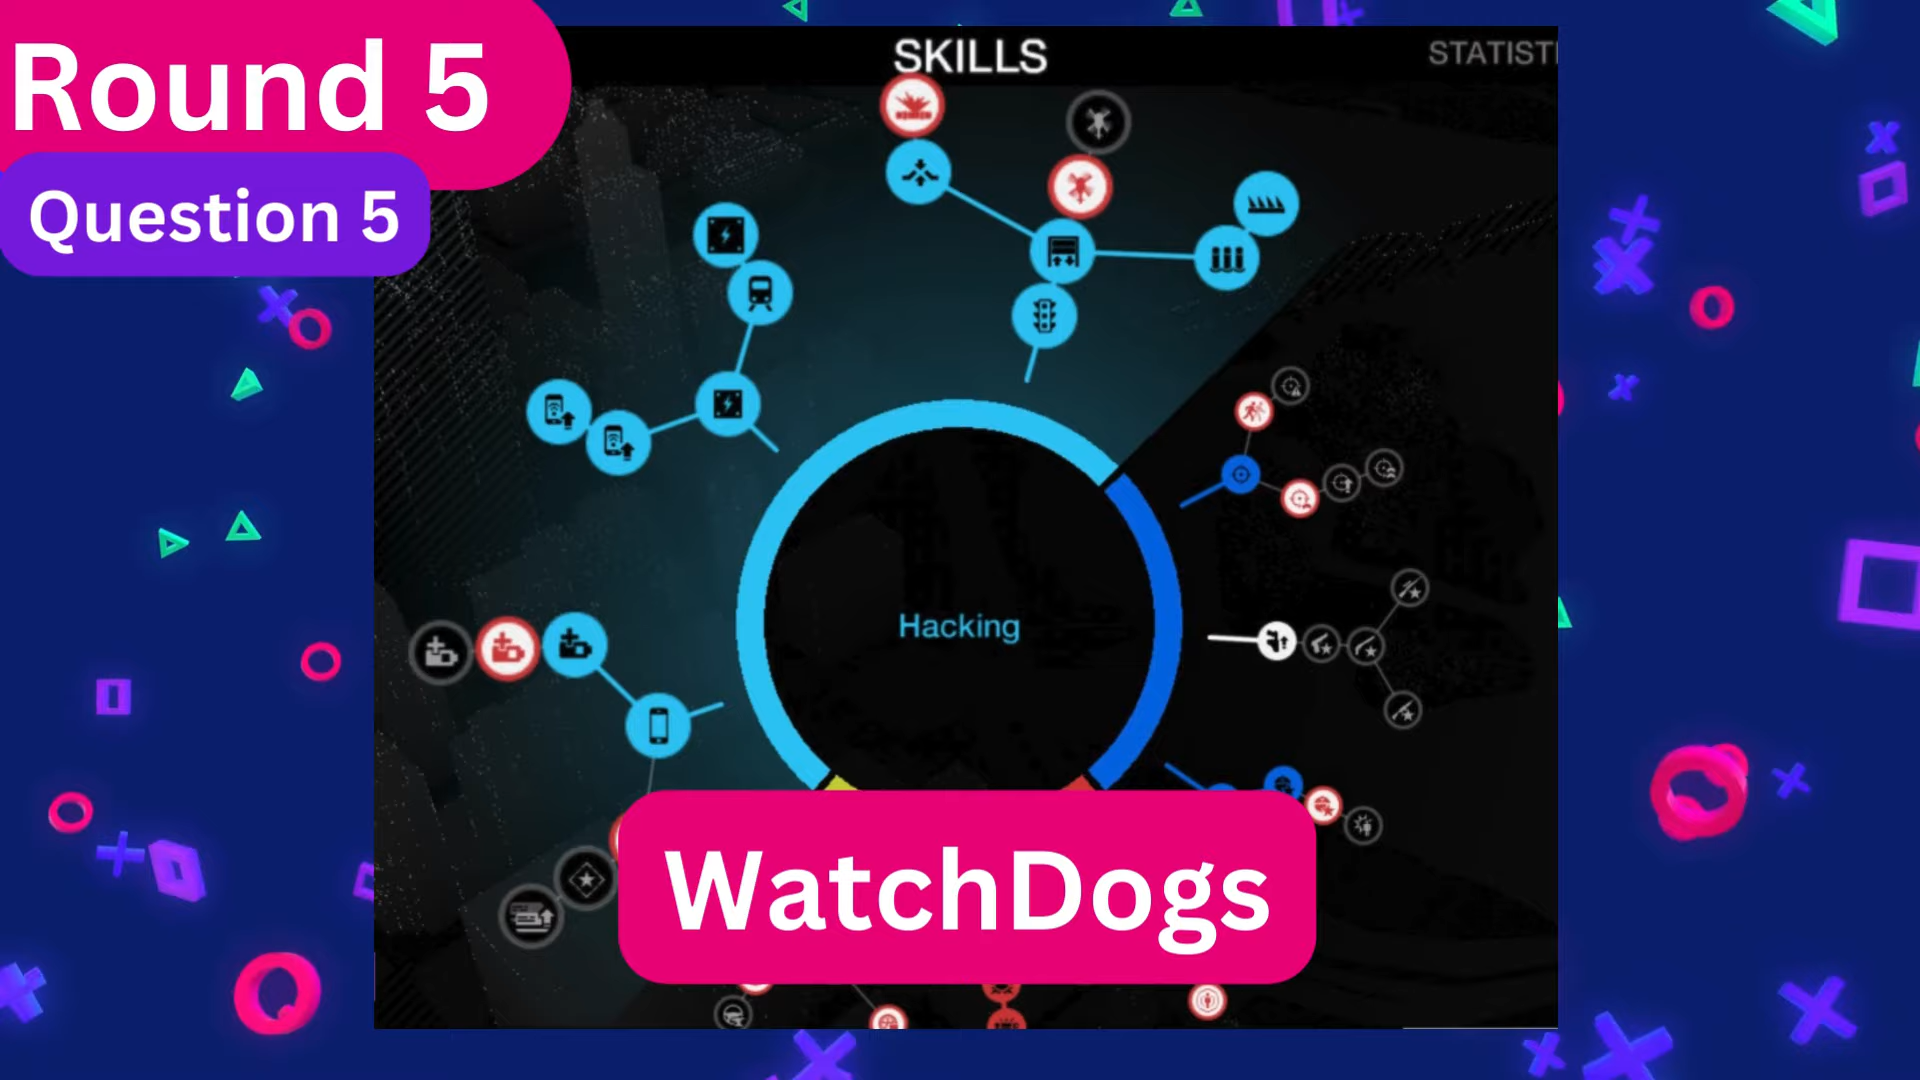 Round 5
Question 5
SKILLS
STATISTI
Hacking
WatchDogs